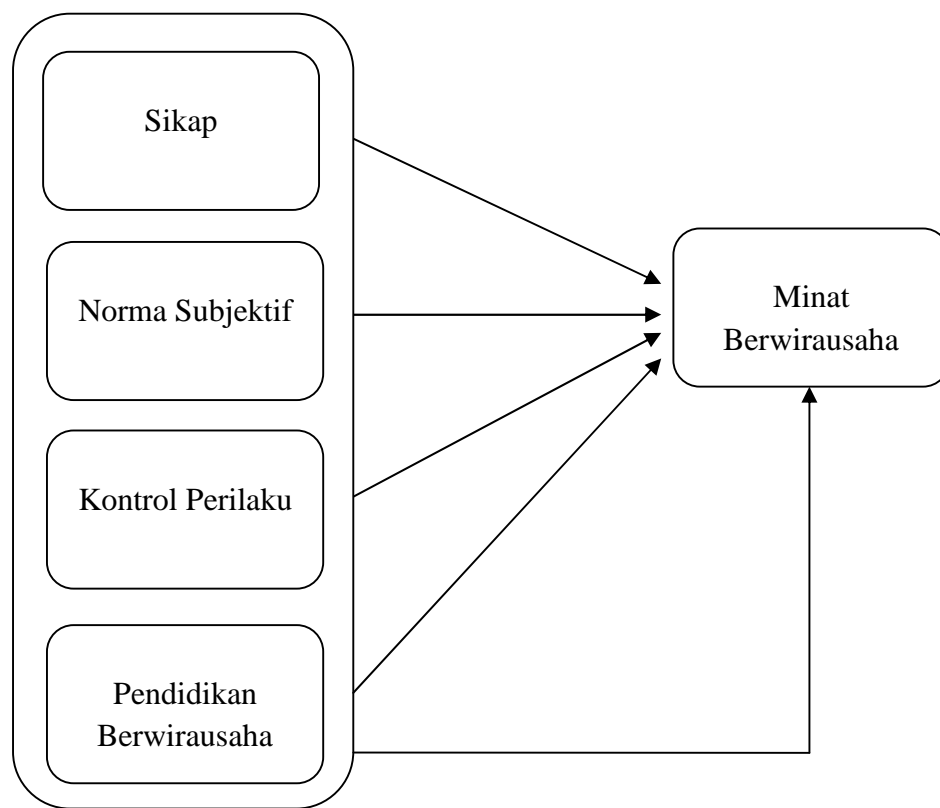 Sikap
Norma Subjektif
Kontrol Perilaku
Pendidikan
Berwirausaha
Minat
Berwirausaha